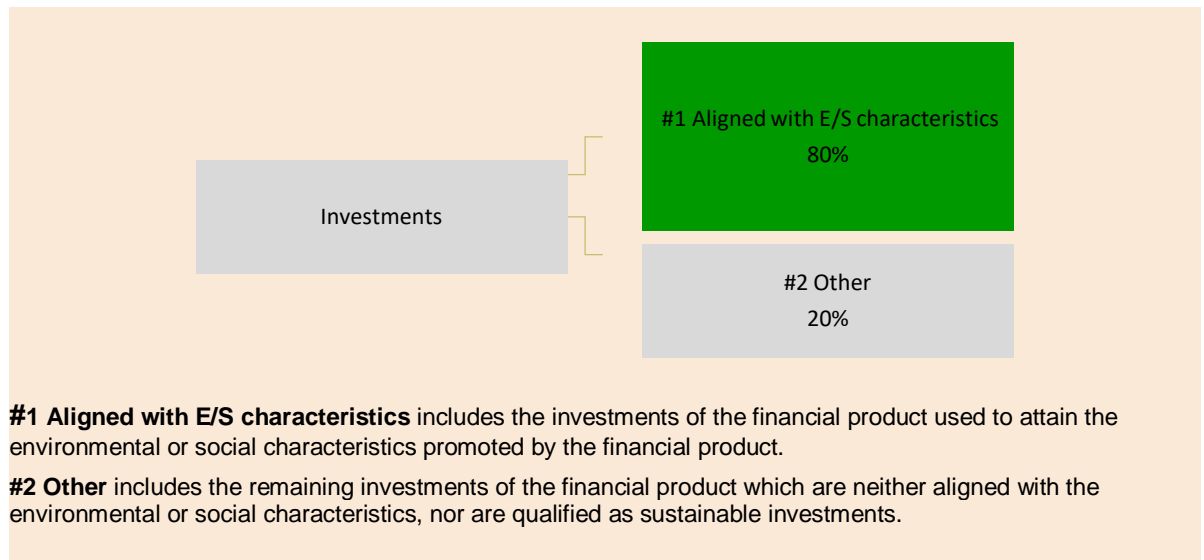 #1 Aligned with E/S characteristics
80%
Investments
#2 Other
20%
#1 Aligned with E/S characteristics includes the investments of the financial product used to attain the
environmental or social characteristics promoted by the financial product.
#2 Other includes the remaining investments of the financial product which are neither aligned with the
environmental or social characteristics, nor are qualified as sustainable investments.